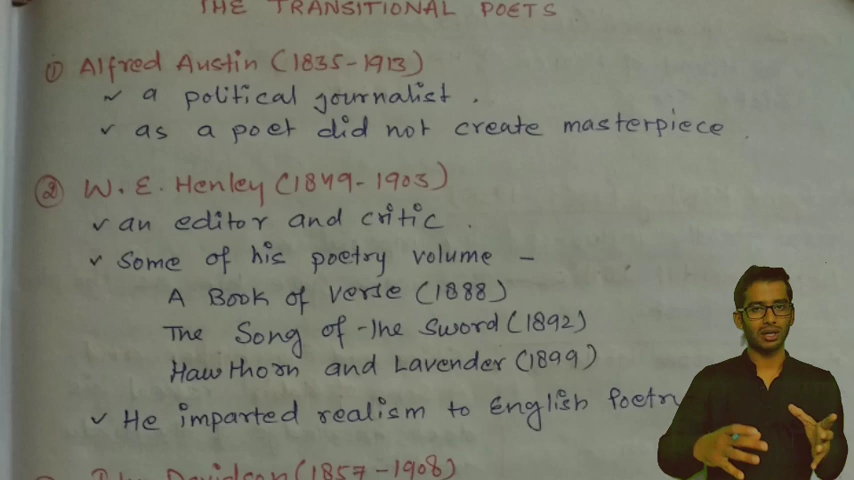 THE TRANSITIONAL POETS
① Alfred Austin (1835-1913)
✓ a political journalist.
✓ as a poet did not create masterpiece.
② W. E. Henley (1849-1903)
✓ an editor and critic.
✓ Some of his poetry volume -
A Book of Verse (1888)
The Song of the Sword (1892)
Hawthorn and Lavender (1899)
✓ He imparted realism to English Poetry
Davidson (1857-1908)